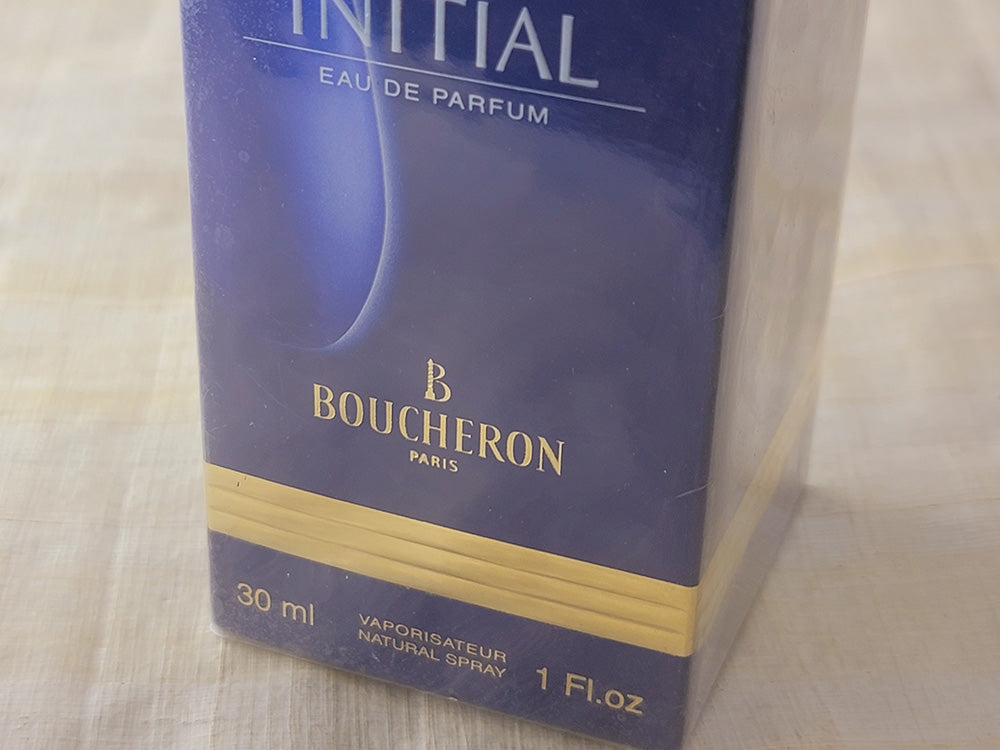 INITIAL
EAU DE PARFUM
B
BOUCHERON
PARIS
30 ml
VAPORISATEUR
NATURAL SPRAY
1 Fl.oz